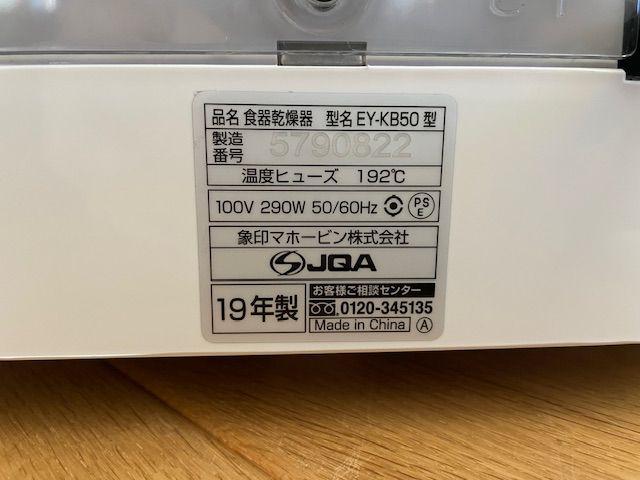 品名 食器乾燥器 型名 EY-KB50 型
製造番号 5790822
温度ヒューズ 192℃
100V 290W 50/60Hz PSE
象印マホービン株式会社
JQA
19年製
お客様ご相談センター
0120-345135
Made in China A